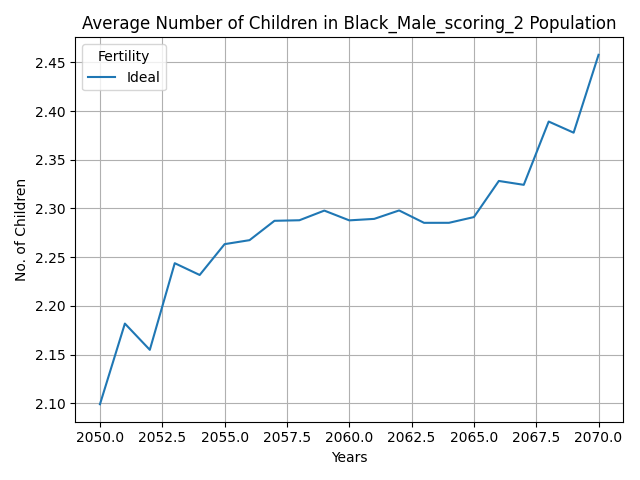 Average Number of Children in Black_Male_scoring_2 Population
Fertility
Ideal
No. of Children
2.45
2.40
2.35
2.30
2.25
2.20
2.15
2.10
2050.0 2052.5 2055.0 2057.5 2060.0 2062.5 2065.0 2067.5 2070.0
Years